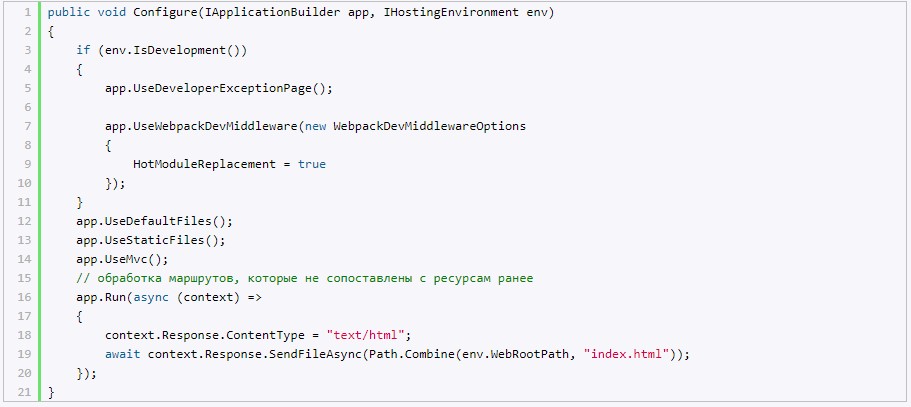 1 public void Configure(IApplicationBuilder app, IHostingEnvironment env)
2 {
3     if (env.IsDevelopment())
4     {
5         app.UseDeveloperExceptionPage();
6
7         app.UseWebpackDevMiddleware(new WebpackDevMiddlewareOptions
8         {
9             HotModuleReplacement = true
10         });
11     }
12     app.UseDefaultFiles();
13     app.UseStaticFiles();
14     app.UseMvc();
15     // обработка маршрутов, которые не сопоставлены с ресурсам ранее
16     app.Run(async (context) =>
17     {
18         context.Response.ContentType = "text/html";
19         await context.Response.SendFileAsync(Path.Combine(env.WebRootPath, "index.html"));
20     });
21 }